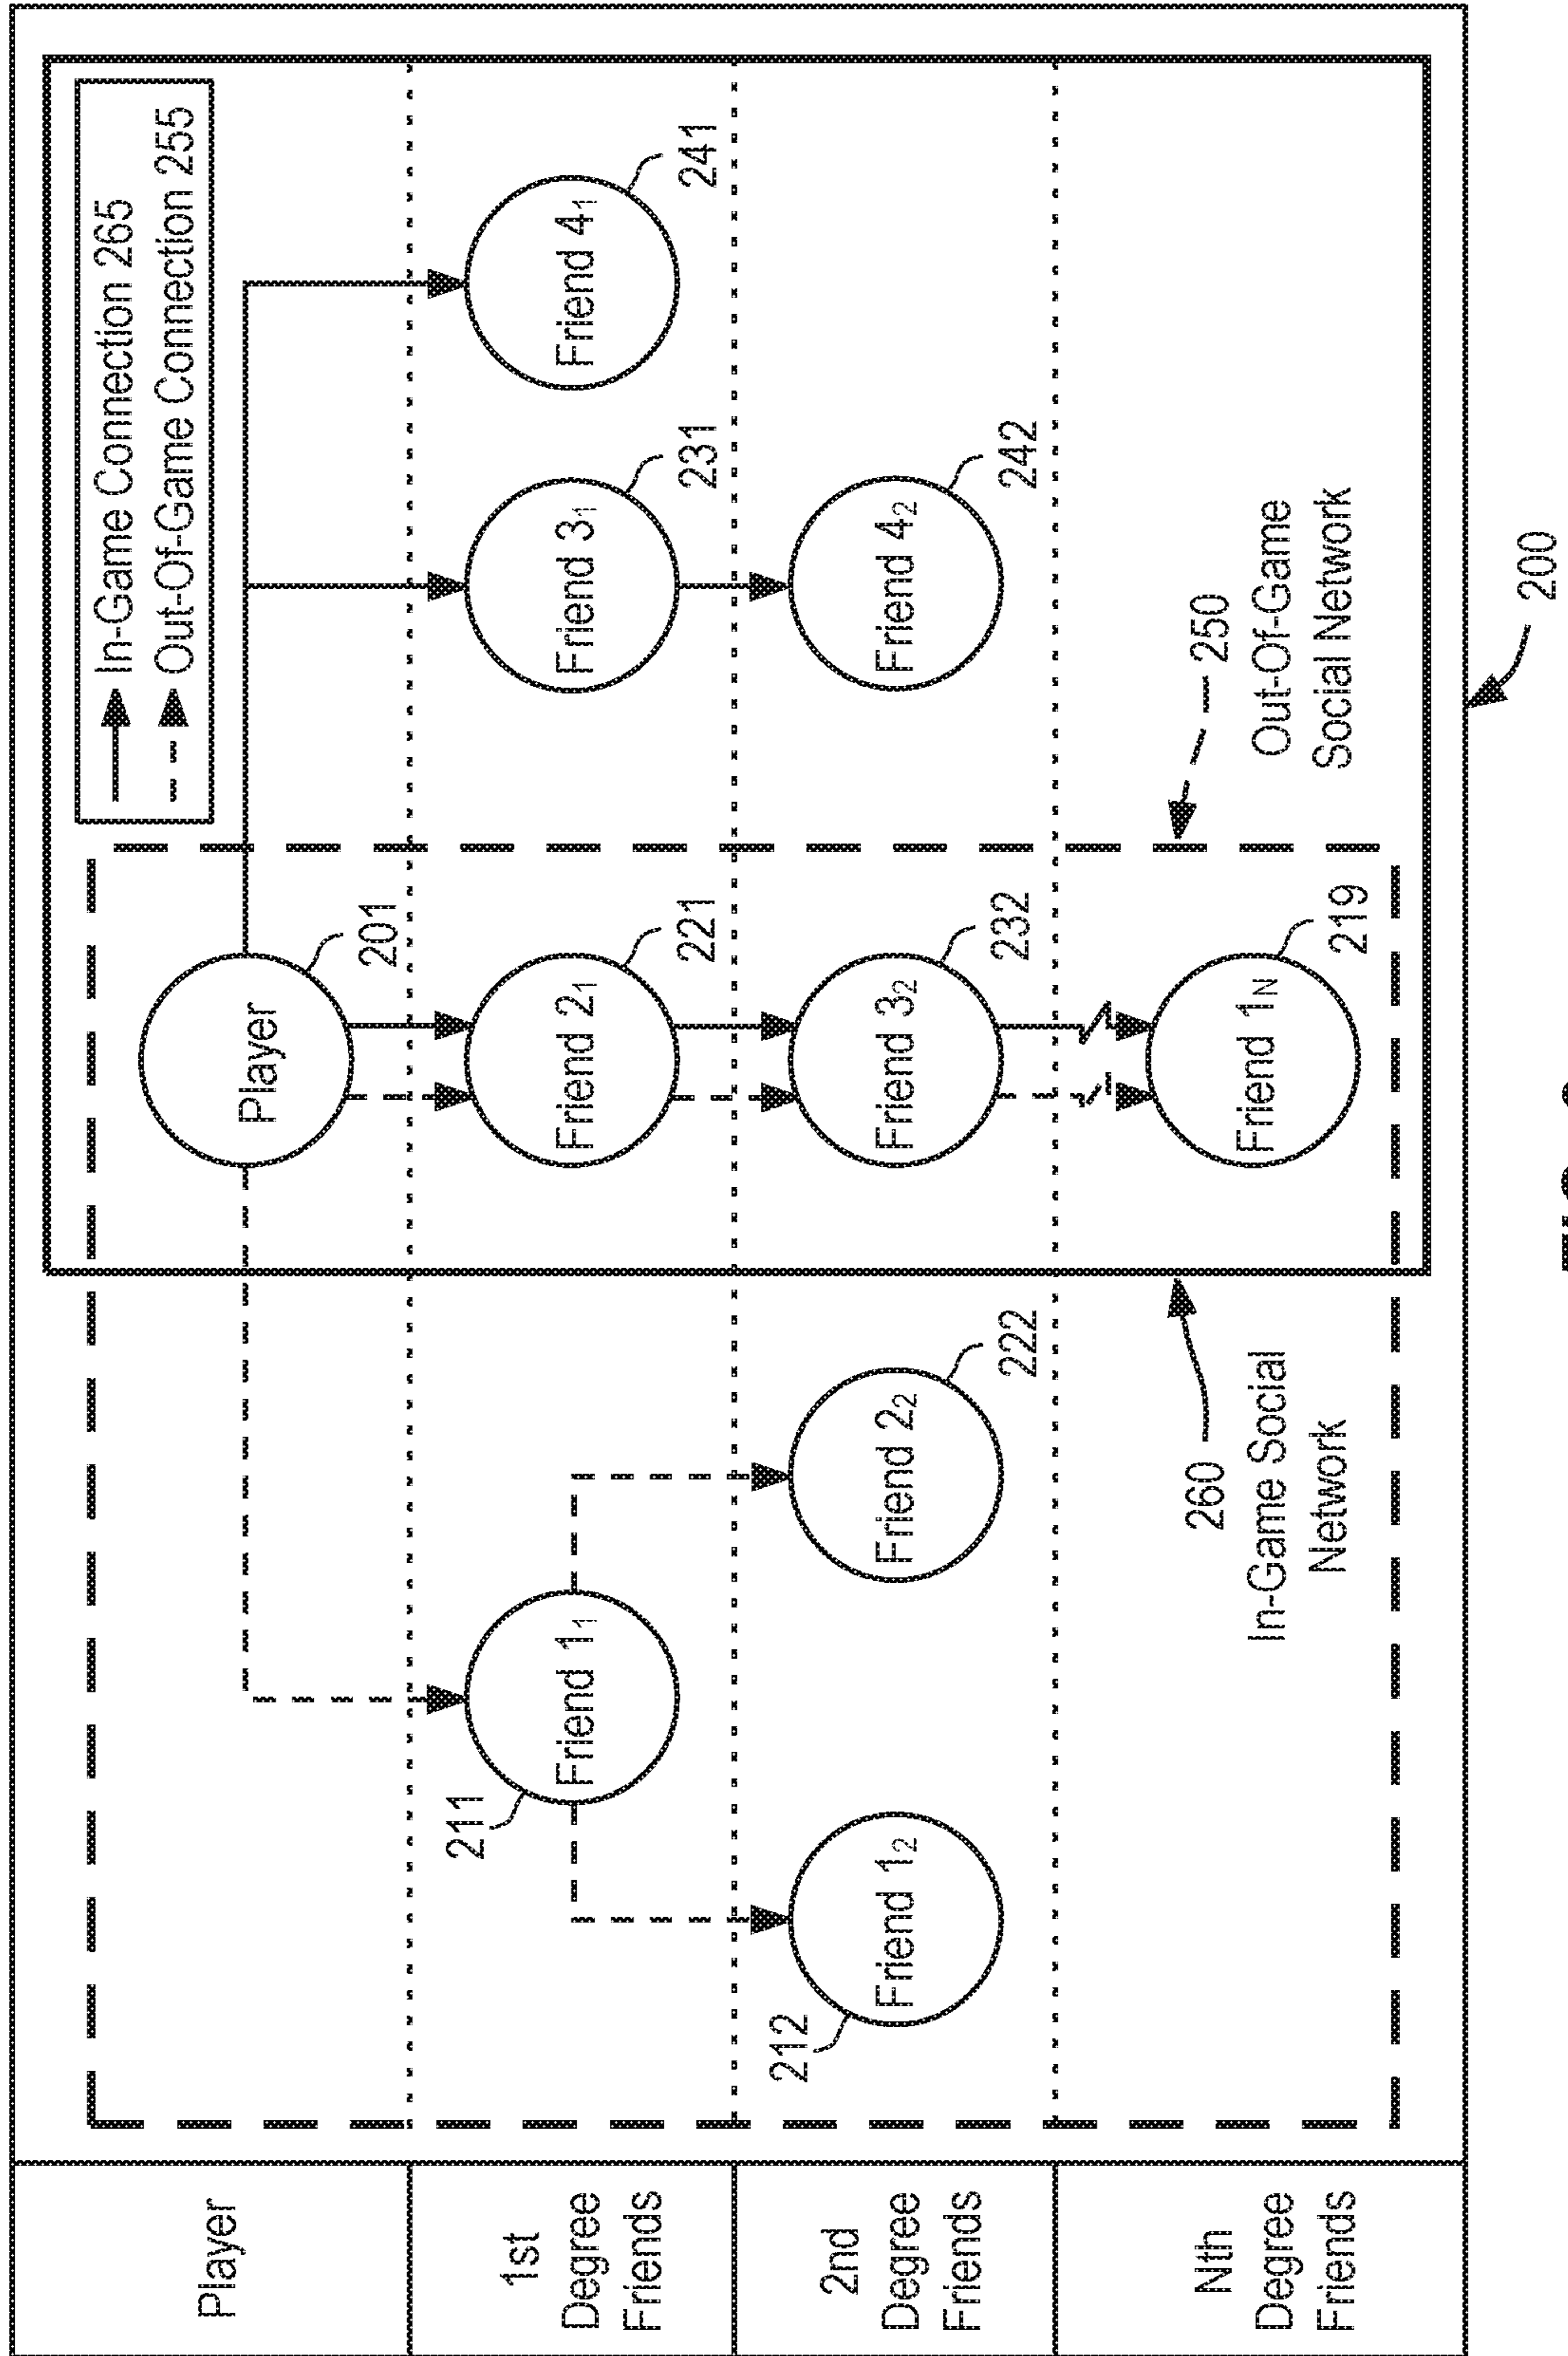 Player
1st
Degree
Friends
2nd
Degree
Friends
Nth
Degree
Friends
In-Game Connection 265
Out-Of-Game Connection 255
Player
201
Friend 1₁
211
Friend 2₁
221
Friend 3₁
231
Friend 4₁
241
Friend 1₂
212
Friend 2₂
222
Friend 3₂
232
Friend 4₂
242
Friend 1N
219
260
In-Game Social
Network
250
Out-Of-Game
Social Network
200